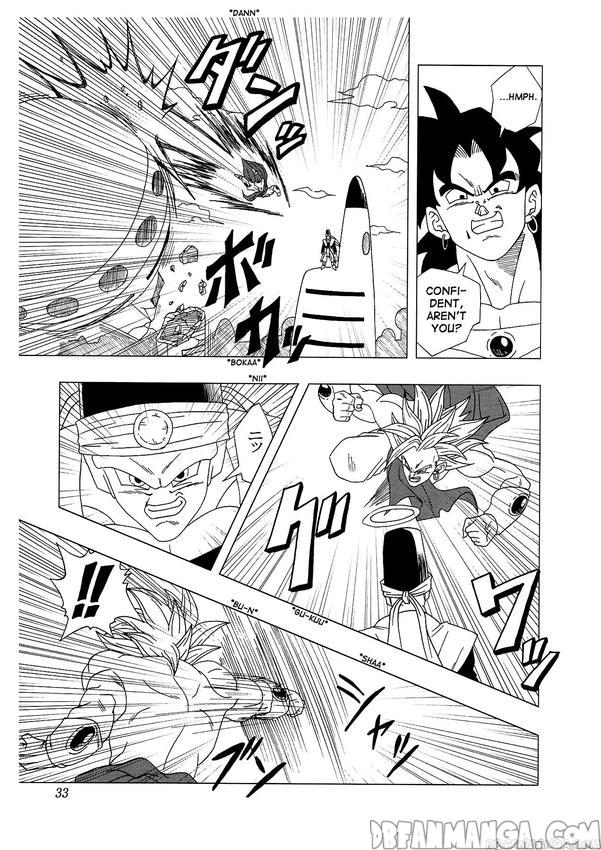 *DANN*
...HMPH.
ダンッ
CONFI-
DENT,
AREN'T
YOU?
ボカッ
*BOKAA*
*NII*
ニッ
グクッ
!!
*BU-N*
*GU-KUU*
*SHAA*
ブンッ
シャッ
33
DBFANMANGA.COM